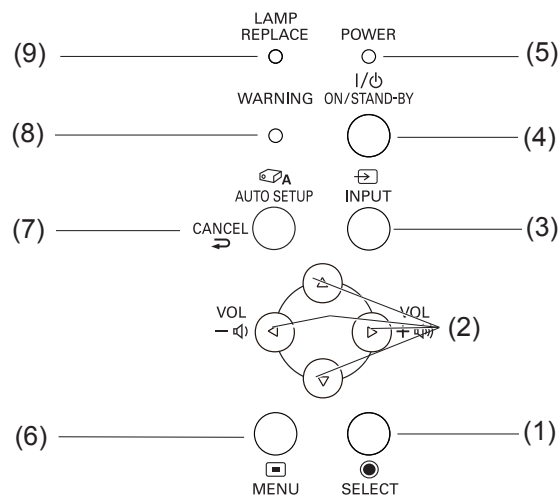 LAMP
REPLACE
POWER
(9)
(5)
I/⏻
WARNING
ON/STAND-BY
(8)
(4)
A
AUTO SETUP
INPUT
(7)
CANCEL
(3)
VOL
VOL
−
+
(2)
(6)
(1)
MENU
SELECT